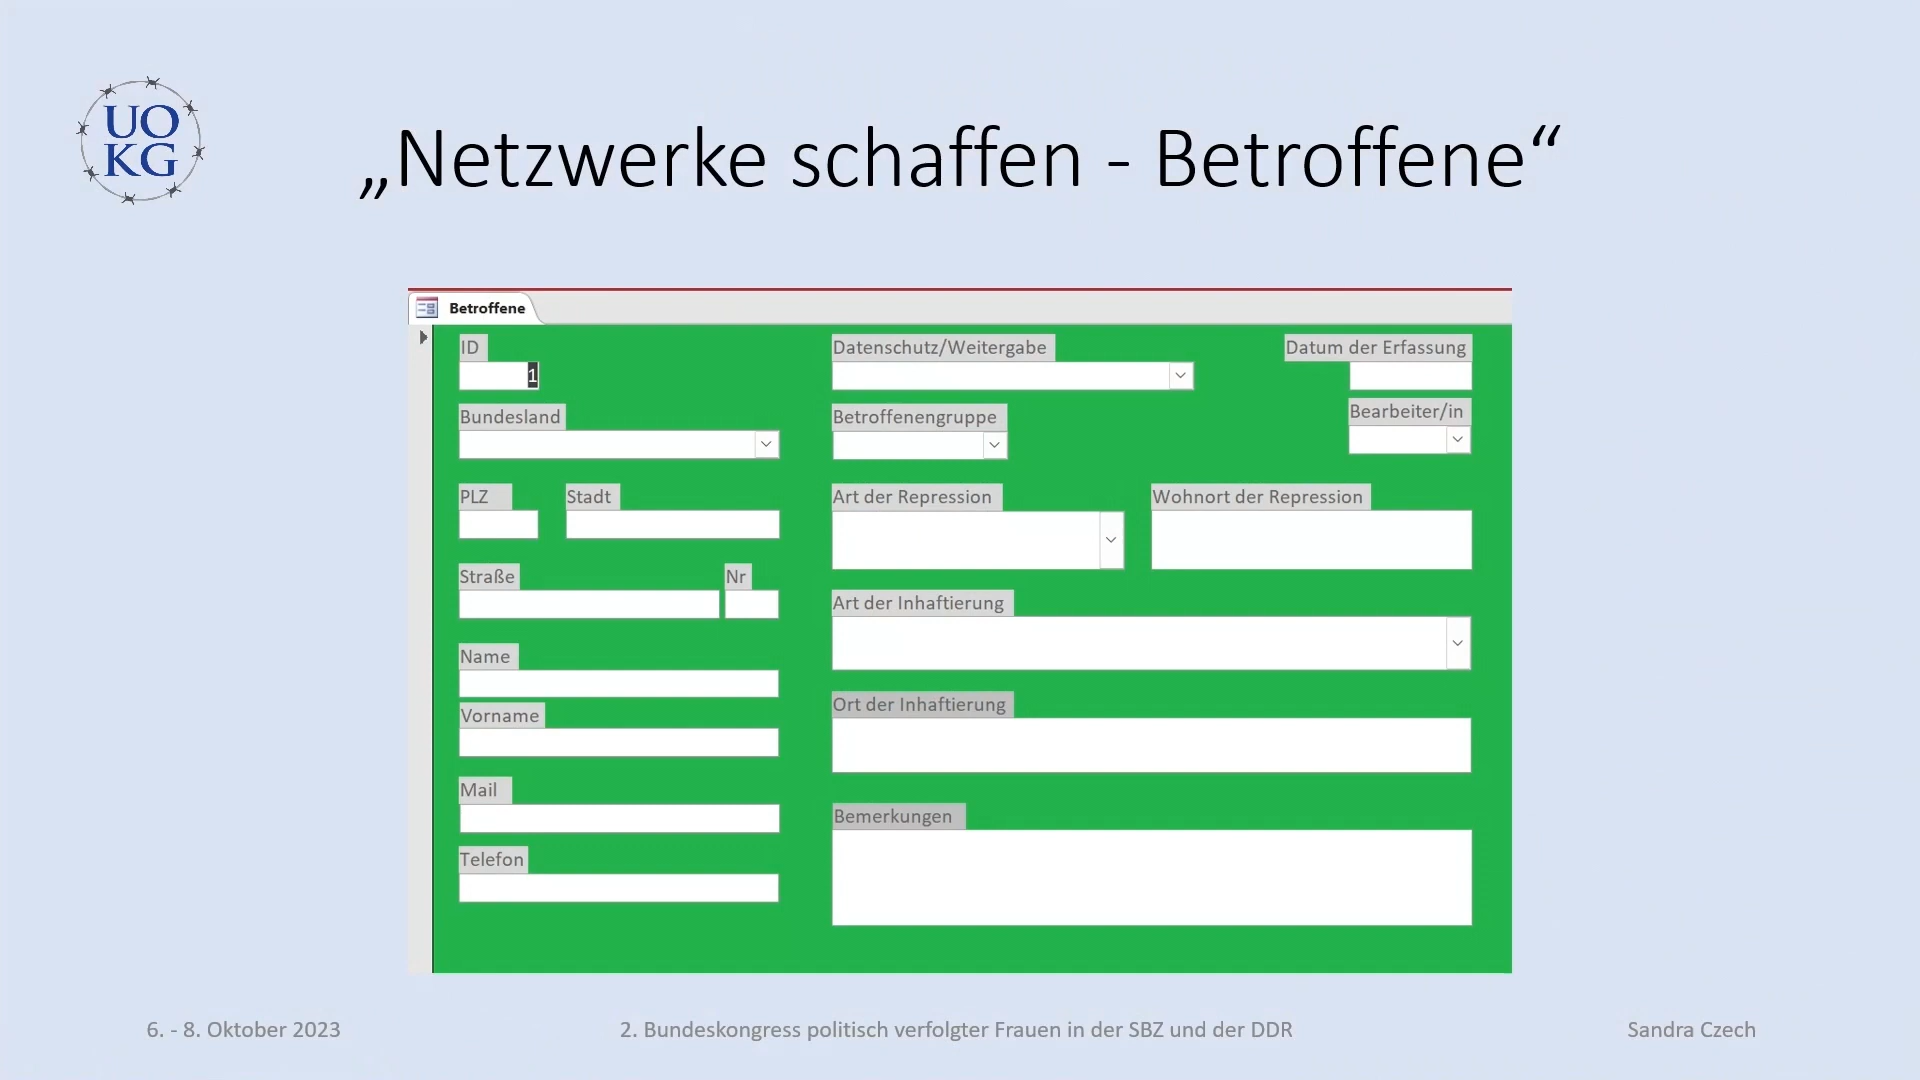 UO
KG
„Netzwerke schaffen - Betroffene“
Betroffene
ID
1
Datenschutz/Weitergabe
Datum der Erfassung
Bundesland
Betroffenengruppe
Bearbeiter/in
PLZ
Stadt
Art der Repression
Wohnort der Repression
Straße
Nr
Art der Inhaftierung
Name
Ort der Inhaftierung
Vorname
Mail
Bemerkungen
Telefon
6. - 8. Oktober 2023
2. Bundeskongress politisch verfolgter Frauen in der SBZ und der DDR
Sandra Czech